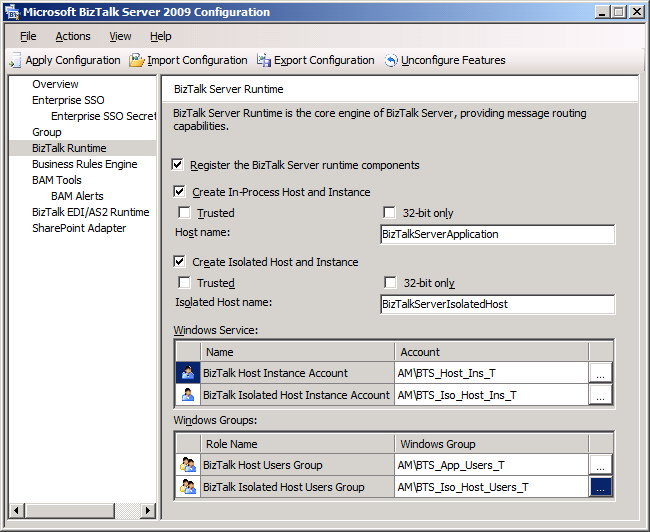 Microsoft BizTalk Server 2009 Configuration
File Actions View Help
Apply Configuration Import Configuration Export Configuration Unconfigure Features
Overview
Enterprise SSO
Enterprise SSO Secret
Group
BizTalk Runtime
Business Rules Engine
BAM Tools
BAM Alerts
BizTalk EDI/AS2 Runtime
SharePoint Adapter
BizTalk Server Runtime
BizTalk Server Runtime is the core engine of BizTalk Server, providing message routing
capabilities.
Register the BizTalk Server runtime components
Create In-Process Host and Instance
Trusted 32-bit only
Host name: BizTalkServerApplication
Create Isolated Host and Instance
Trusted 32-bit only
Isolated Host name: BizTalkServerIsolatedHost
Windows Service:
Name Account
BizTalk Host Instance Account AM\BTS_Host_Ins_T ...
BizTalk Isolated Host Instance Account AM\BTS_Iso_Host_Ins_T ...
Windows Groups:
Role Name Windows Group
BizTalk Host Users Group AM\BTS_App_Users_T ...
BizTalk Isolated Host Users Group AM\BTS_Iso_Host_Users_T ...